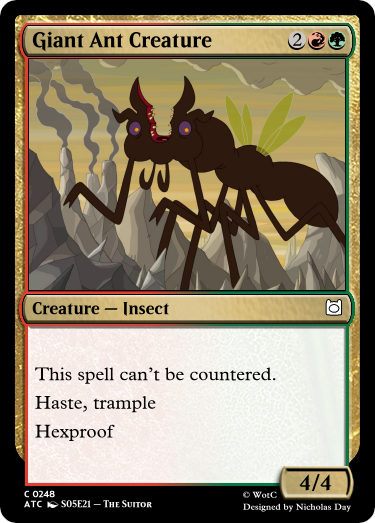 Giant Ant Creature 2
Creature — Insect
This spell can't be countered.
Haste, trample
Hexproof
4/4
C 0248
ATC S05E21 — The Suitor
© WotC
Designed by Nicholas Day